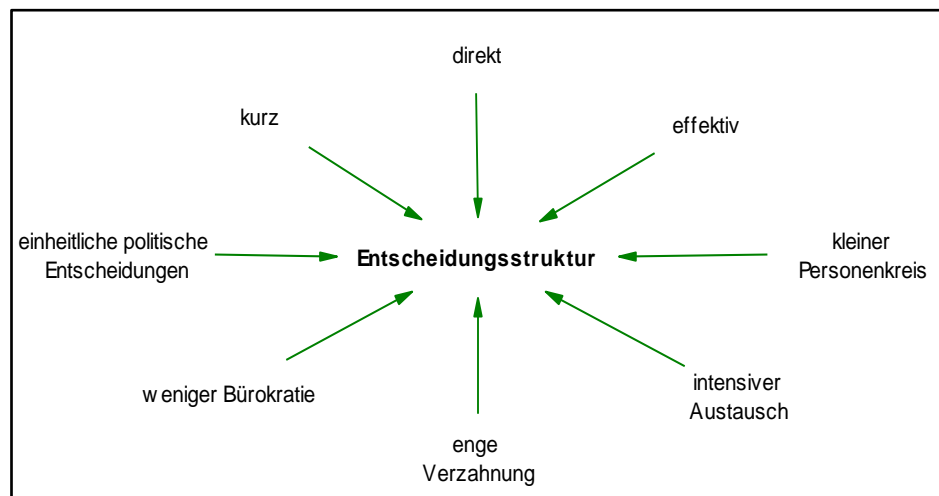 direkt
kurz
effektiv
einheitliche politische
Entscheidungen
Entscheidungsstruktur
kleiner
Personenkreis
weniger Bürokratie
intensiver
Austausch
enge
Verzahnung